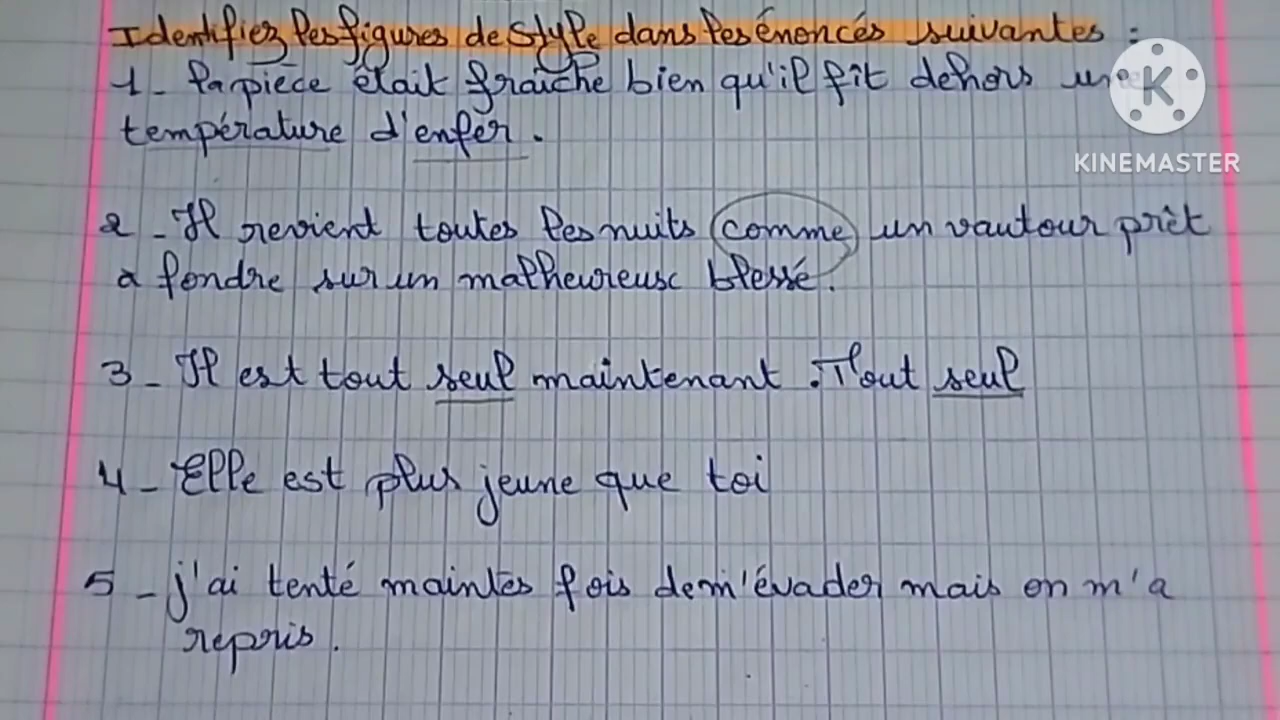 Identifiez les figures de style dans les énoncés suivantes :
1 - la pièce était fraîche bien qu'il fît dehors une
température d'enfer.
2 - Il revient toutes les nuits comme un vautour prêt
a fondre sur un malheureux blessé.
3 - Il est tout seul maintenant. Tout seul
4 - Elle est plus jeune que toi
5 - j'ai tenté maintes fois de m'évader mais on m'a
repris.
K
KINEMASTER